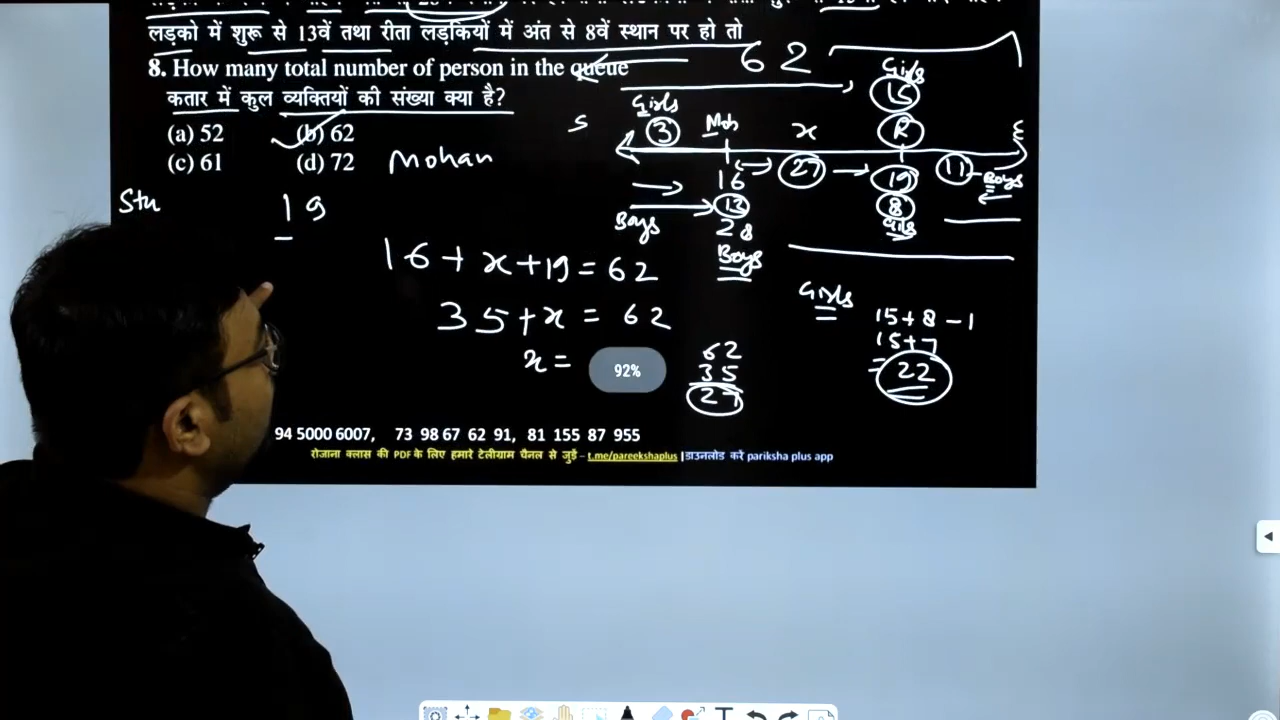 लड़को में शुरू से 13वें तथा रीता लड़कियों में अंत से 8वें स्थान पर हो तो
8. How many total number of person in the queue
कतार में कुल व्यक्तियों की संख्या क्या है?
(a) 52 (b) 62
(c) 61 (d) 72
Mohan
62
Girls
15
Girls
S 3 Moh x R E
16 27 19 11 Boys
13 8
Boys 28 Girls
Boys
Stu 19
16 + x + 19 = 62
35 + x = 62
x =
92%
62
35
27
Girls
15 + 8 - 1
15 + 7
= 22
94 5000 6007, 73 98 67 62 91, 81 155 87 955
रोजाना क्लास की PDF के लिए हमारे टेलीग्राम चैनल से जुड़ें – t.me/pareekshaplus | डाउनलोड करें pariksha plus app
T